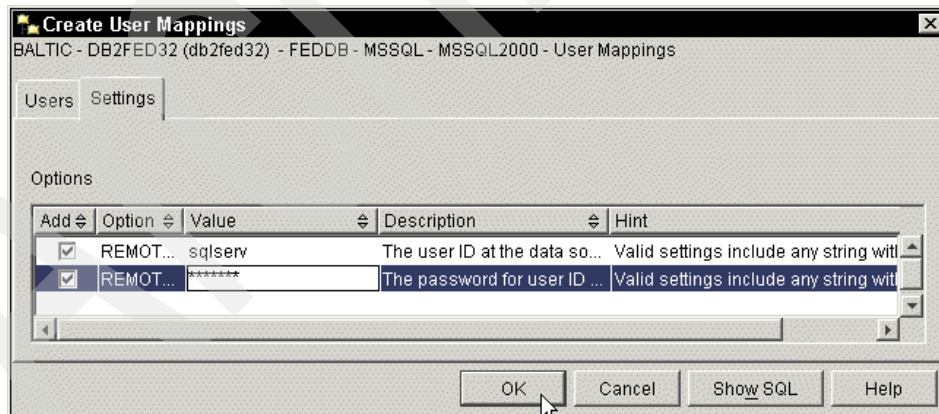 Create User Mappings
BALTIC - DB2FED32 (db2fed32) - FEDDB - MSSQL - MSSQL2000 - User Mappings
Users Settings
Options
Add Option Value Description Hint
REMOT... sqlserv The user ID at the data so... Valid settings include any string wit
REMOT... ******* The password for user ID ... Valid settings include any string wit
OK Cancel Show SQL Help